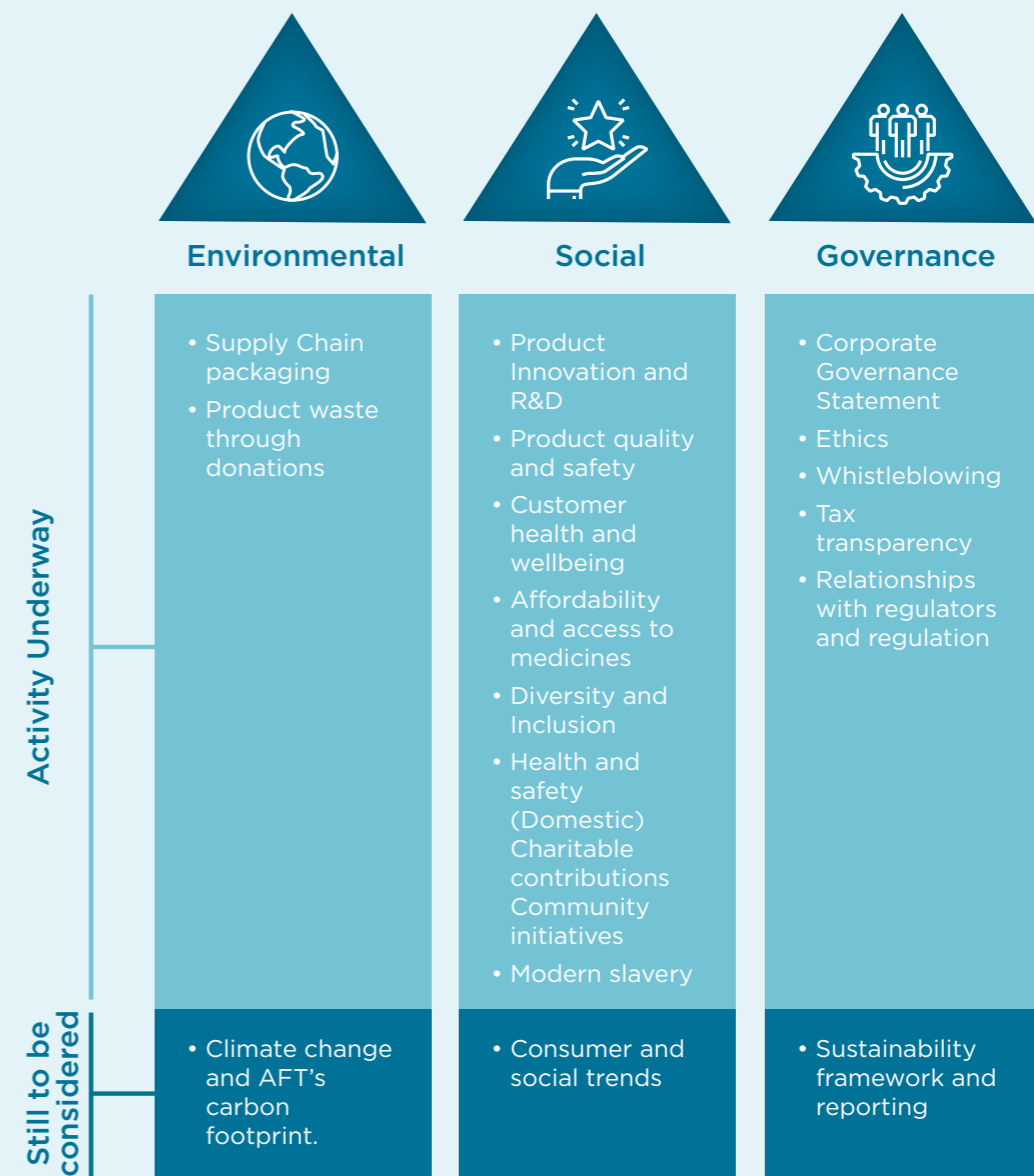 Environmental
Social
Governance
Activity Underway
• Supply Chain
packaging
• Product waste
through
donations
• Product
Innovation and
R&D
• Product quality
and safety
• Customer
health and
wellbeing
• Affordability
and access to
medicines
• Diversity and
Inclusion
• Health and
safety
(Domestic)
Charitable
contributions
Community
initiatives
• Modern slavery
• Corporate
Governance
Statement
• Ethics
• Whistleblowing
• Tax
transparency
• Relationships
with regulators
and regulation
Still to be
considered
• Climate change
and AFT’s
carbon
footprint.
• Consumer and
social trends
• Sustainability
framework and
reporting